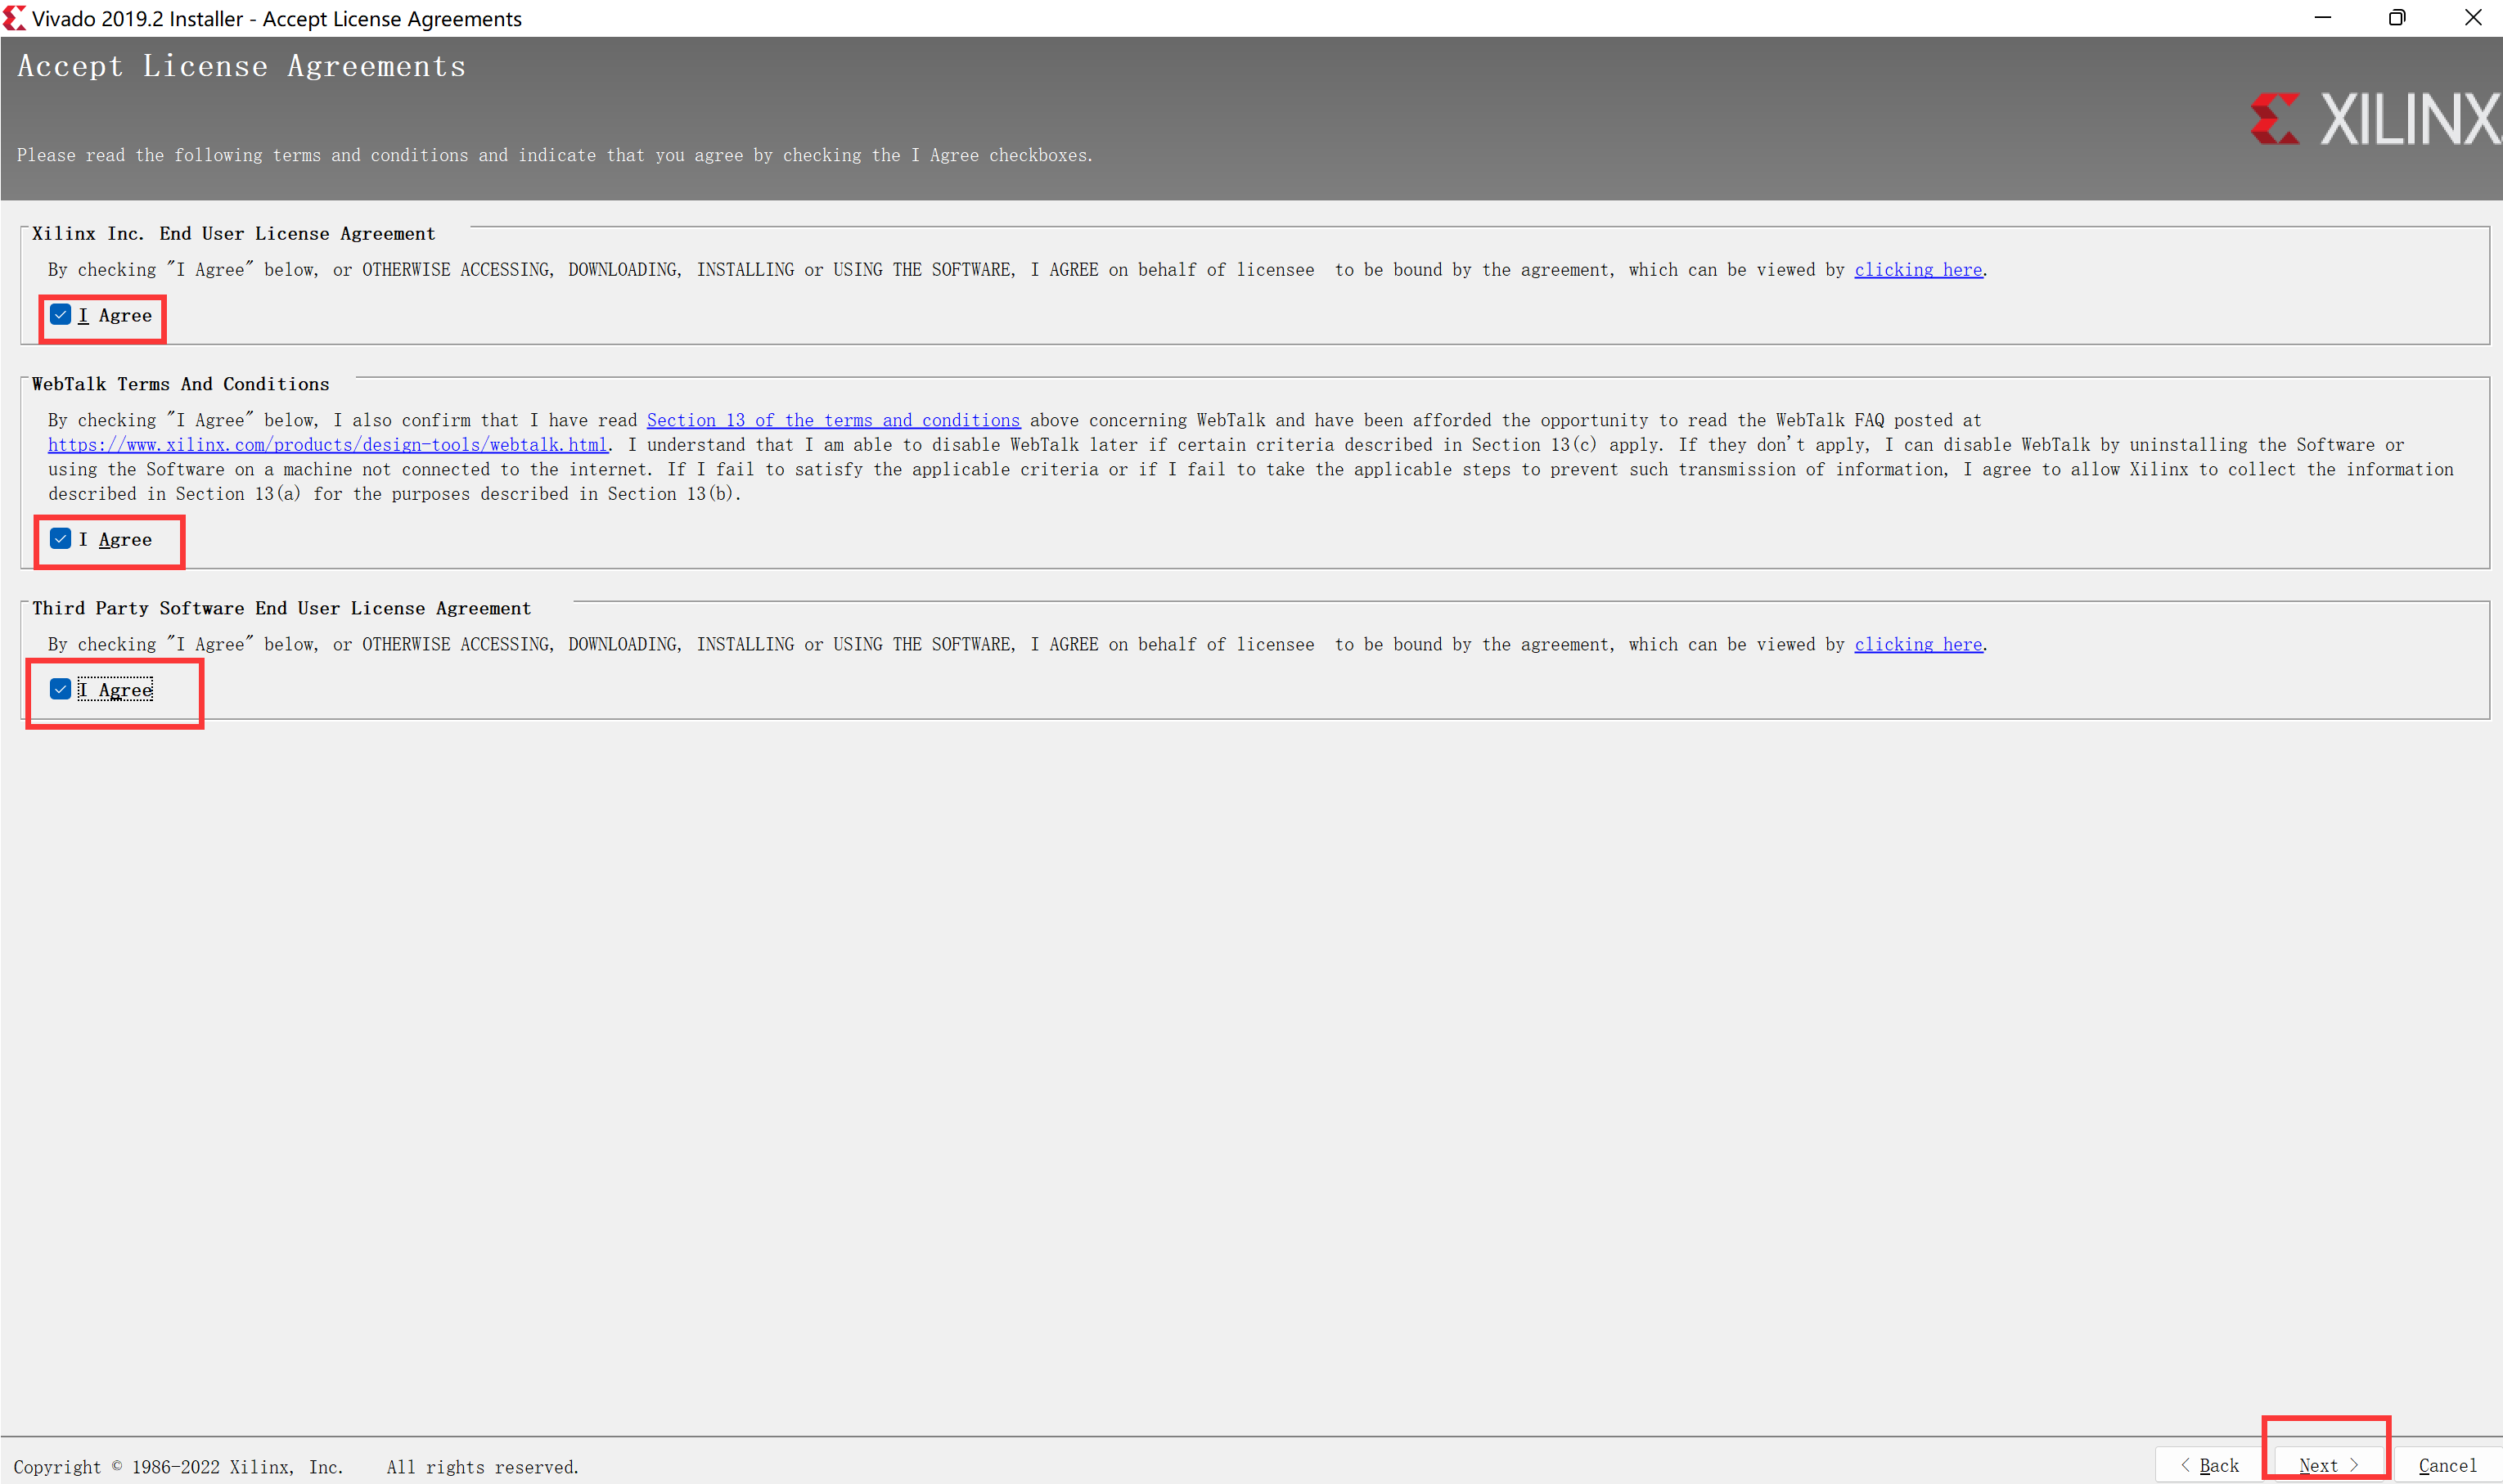 Vivado 2019.2 Installer - Accept License Agreements
Accept License Agreements
XILINX
Please read the following terms and conditions and indicate that you agree by checking the I Agree checkboxes.
Xilinx Inc. End User License Agreement
By checking "I Agree" below, or OTHERWISE ACCESSING, DOWNLOADING, INSTALLING or USING THE SOFTWARE, I AGREE on behalf of licensee to be bound by the agreement, which can be viewed by clicking here.
I Agree
WebTalk Terms And Conditions
By checking "I Agree" below, I also confirm that I have read Section 13 of the terms and conditions above concerning WebTalk and have been afforded the opportunity to read the WebTalk FAQ posted at
https://www.xilinx.com/products/design-tools/webtalk.html. I understand that I am able to disable WebTalk later if certain criteria described in Section 13(c) apply. If they don't apply, I can disable WebTalk by uninstalling the Software or
using the Software on a machine not connected to the internet. If I fail to satisfy the applicable criteria or if I fail to take the applicable steps to prevent such transmission of information, I agree to allow Xilinx to collect the information
described in Section 13(a) for the purposes described in Section 13(b).
I Agree
Third Party Software End User License Agreement
By checking "I Agree" below, or OTHERWISE ACCESSING, DOWNLOADING, INSTALLING or USING THE SOFTWARE, I AGREE on behalf of licensee to be bound by the agreement, which can be viewed by clicking here.
I Agree
Copyright © 1986-2022 Xilinx, Inc. All rights reserved.
< Back Next > Cancel